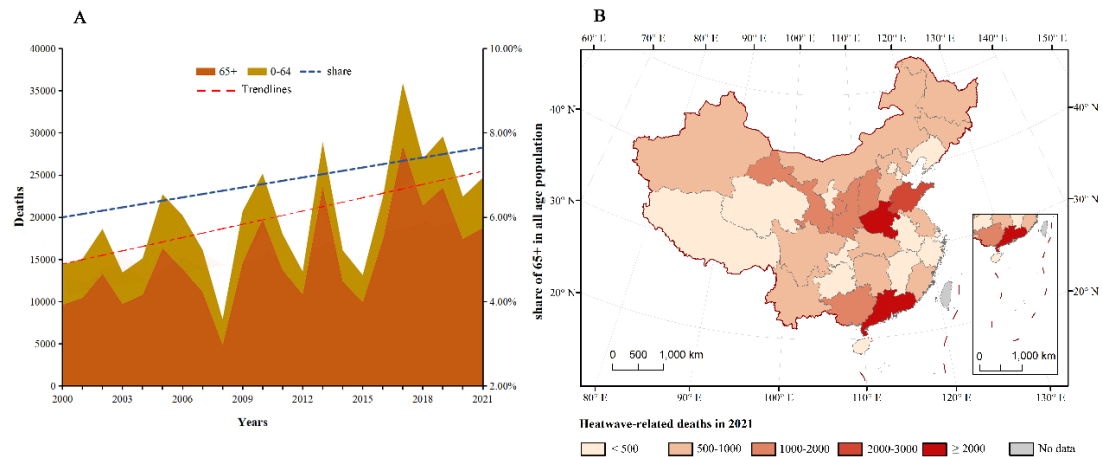 A
40000
35000
30000
25000
20000
15000
10000
5000
0
Deaths
65+ 0-64 share
Trendlines
10.00%
8.00%
6.00%
4.00%
2.00%
share of 65+ in all age population
2000 2003 2006 2009 2012 2015 2018 2021
Years
B
60° E 70° E 80° E 90° E 100° E 110° E 120° E 130° E 140° E 150° E
40° N 40° N
30° N 30° N
20° N 20° N
0 500 1,000 km
0 1,000 km
80° E 90° E 100° E 110° E 120° E 130° E
Heatwave-related deaths in 2021
< 500 500-1000 1000-2000 2000-3000 ≥ 2000 No data